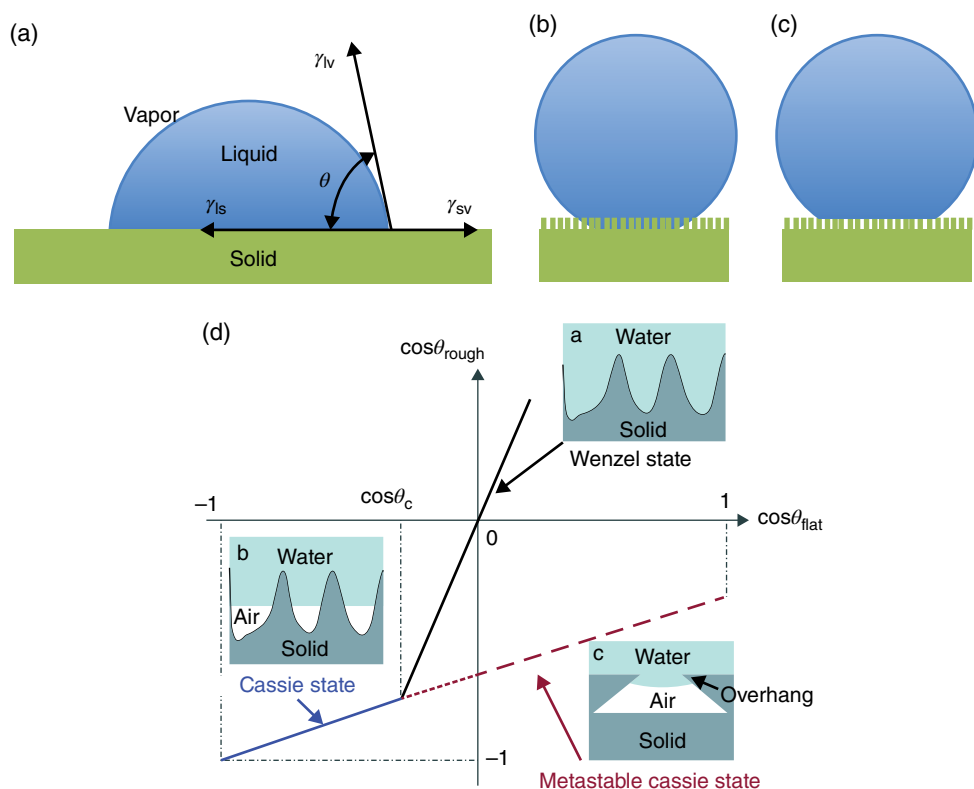 (a)
γlv
Vapor
Liquid
θ
γls
γsv
Solid
(b)
(c)
(d)
cosθrough
a
Water
Solid
Wenzel state
–1
cosθc
1
0
cosθflat
b
Water
Air
Solid
Cassie state
c
Water
Overhang
Air
Solid
–1
Metastable cassie state